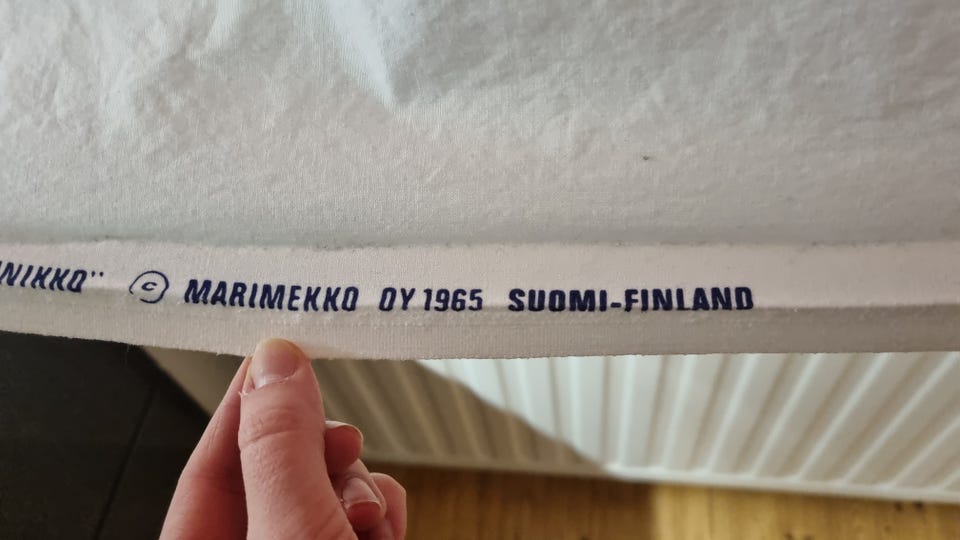 NIKKO" © MARIMEKKO OY 1965 SUOMI-FINLAND